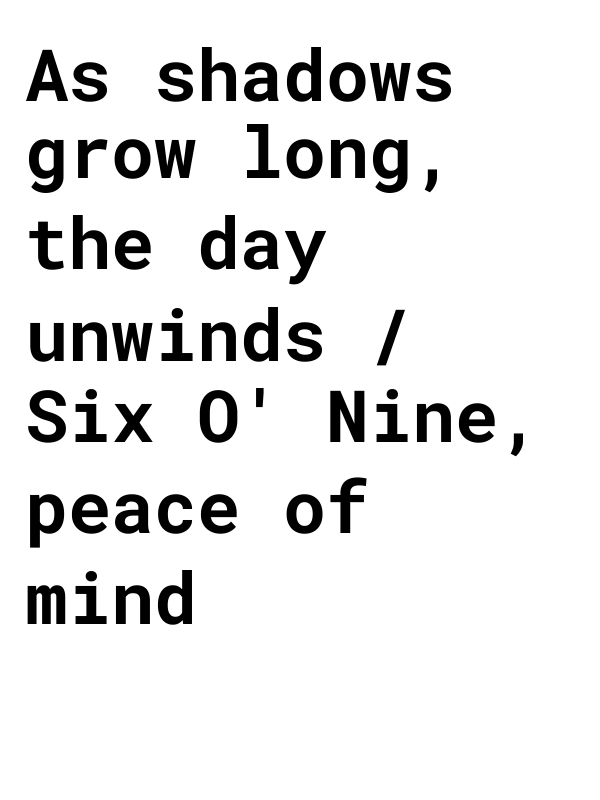 As shadows
grow long,
the day
unwinds /
Six O' Nine,
peace of
mind